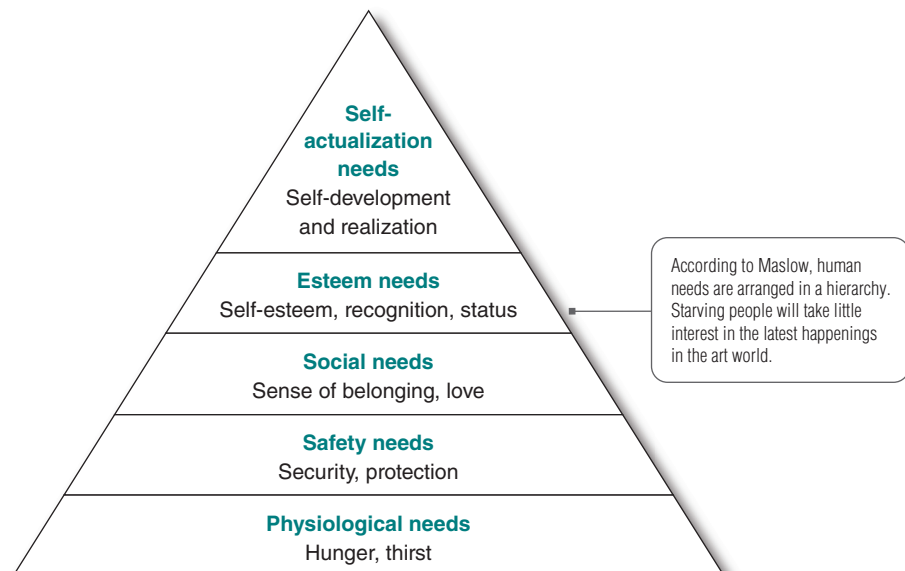 Self-
actualization
needs
Self-development
and realization
Esteem needs
Self-esteem, recognition, status
Social needs
Sense of belonging, love
Safety needs
Security, protection
Physiological needs
Hunger, thirst
According to Maslow, human
needs are arranged in a hierarchy.
Starving people will take little
interest in the latest happenings
in the art world.